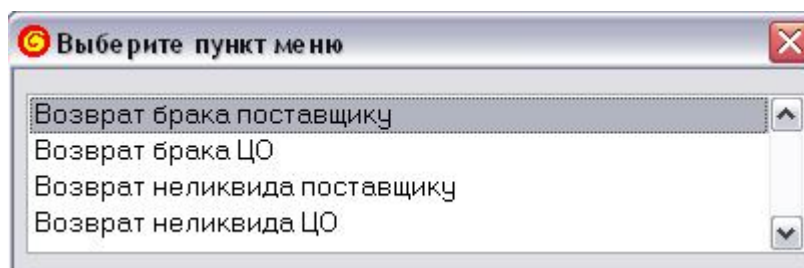 Выберите пункт меню
Возврат брака поставщику
Возврат брака ЦО
Возврат неликвида поставщику
Возврат неликвида ЦО